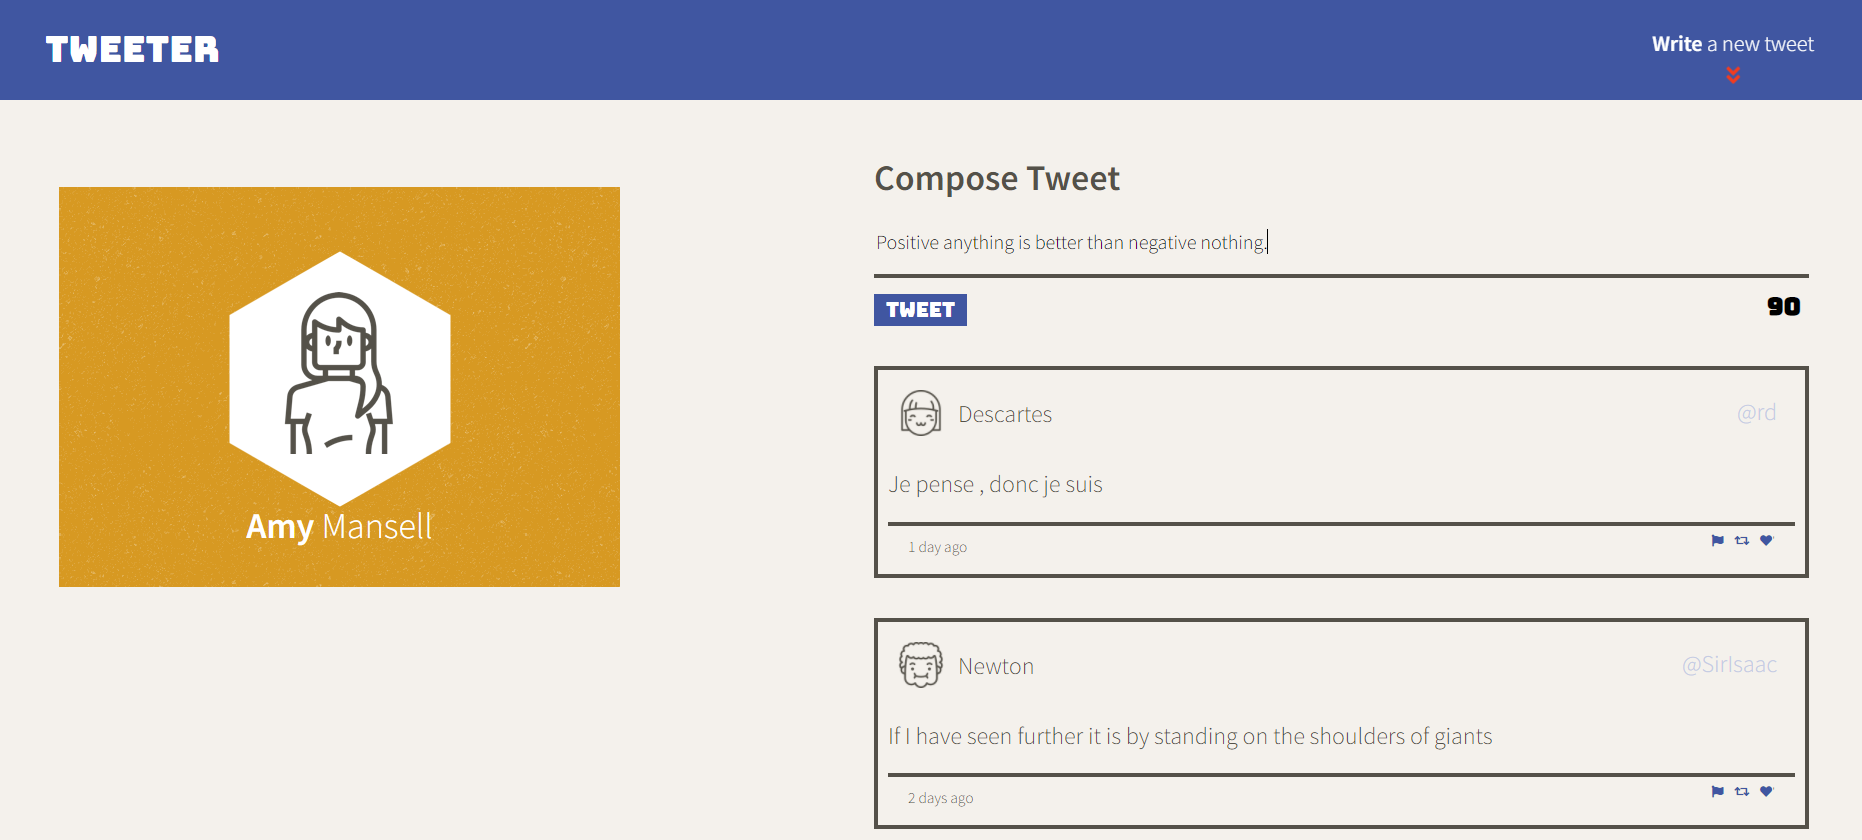 TWEETER
Write a new tweet
Amy Mansell
Compose Tweet
Positive anything is better than negative nothing.
TWEET
90
Descartes
@rd
Je pense , donc je suis
1 day ago
Newton
@SirIsaac
If I have seen further it is by standing on the shoulders of giants
2 days ago